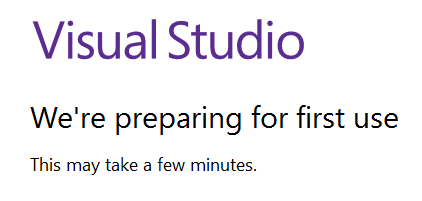 Visual Studio
We're preparing for first use
This may take a few minutes.